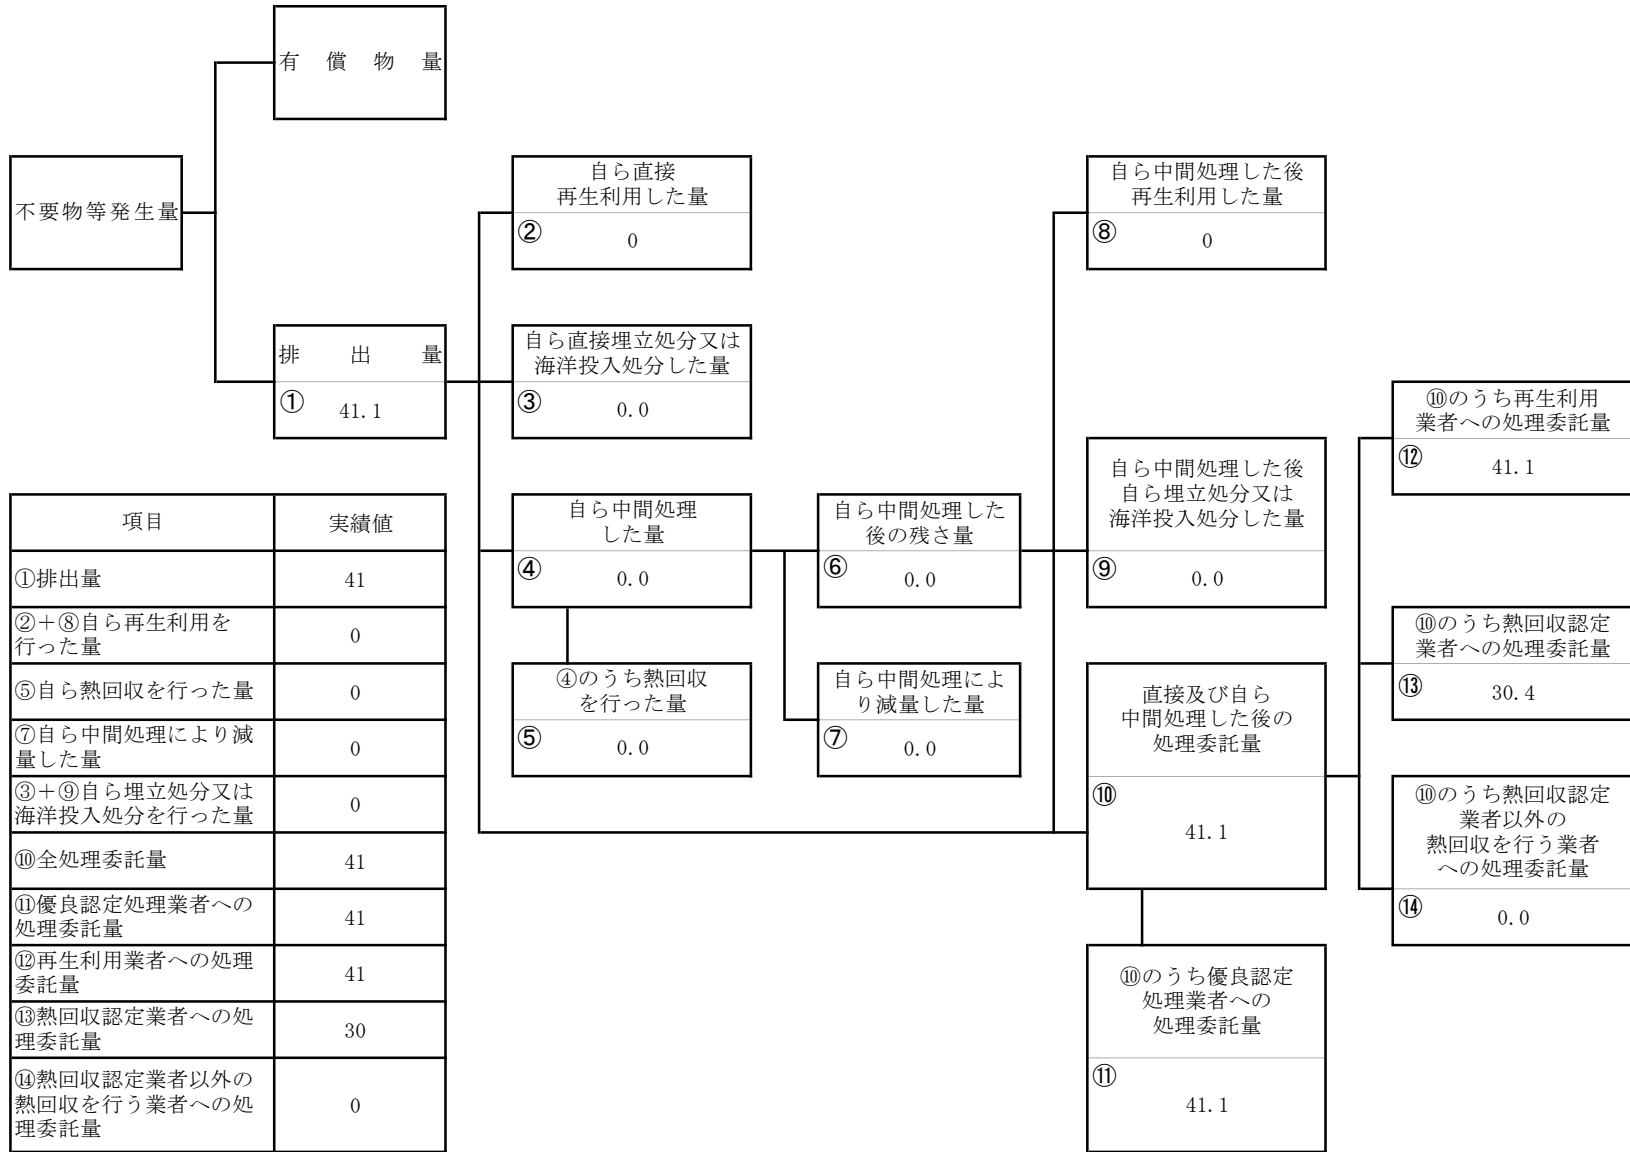 有償物量
不要物等発生量
排出量
① 41.1
自ら直接
再生利用した量
② 0
自ら直接埋立処分又は
海洋投入処分した量
③ 0.0
自ら中間処理
した量
④ 0.0
④のうち熱回収
を行った量
⑤ 0.0
自ら中間処理した
後の残さ量
⑥ 0.0
自ら中間処理によ
り減量した量
⑦ 0.0
自ら中間処理した後
再生利用した量
⑧ 0
自ら中間処理した後
自ら埋立処分又は
海洋投入処分した量
⑨ 0.0
直接及び自ら
中間処理した後の
処理委託量
⑩
41.1
⑩のうち優良認定
処理業者への
処理委託量
⑪
41.1
⑩のうち再生利用
業者への処理委託量
⑫ 41.1
⑩のうち熱回収認定
業者への処理委託量
⑬ 30.4
⑩のうち熱回収認定
業者以外の
熱回収を行う業者
への処理委託量
⑭ 0.0
項目 実績値
①排出量 41
②+⑧自ら再生利用を
行った量 0
⑤自ら熱回収を行った量 0
⑦自ら中間処理により減
量した量 0
③+⑨自ら埋立処分又は
海洋投入処分を行った量 0
⑩全処理委託量 41
⑪優良認定処理業者への
処理委託量 41
⑫再生利用業者への処理
委託量 41
⑬熱回収認定業者への処
理委託量 30
⑭熱回収認定業者以外の
熱回収を行う業者への処
理委託量 0